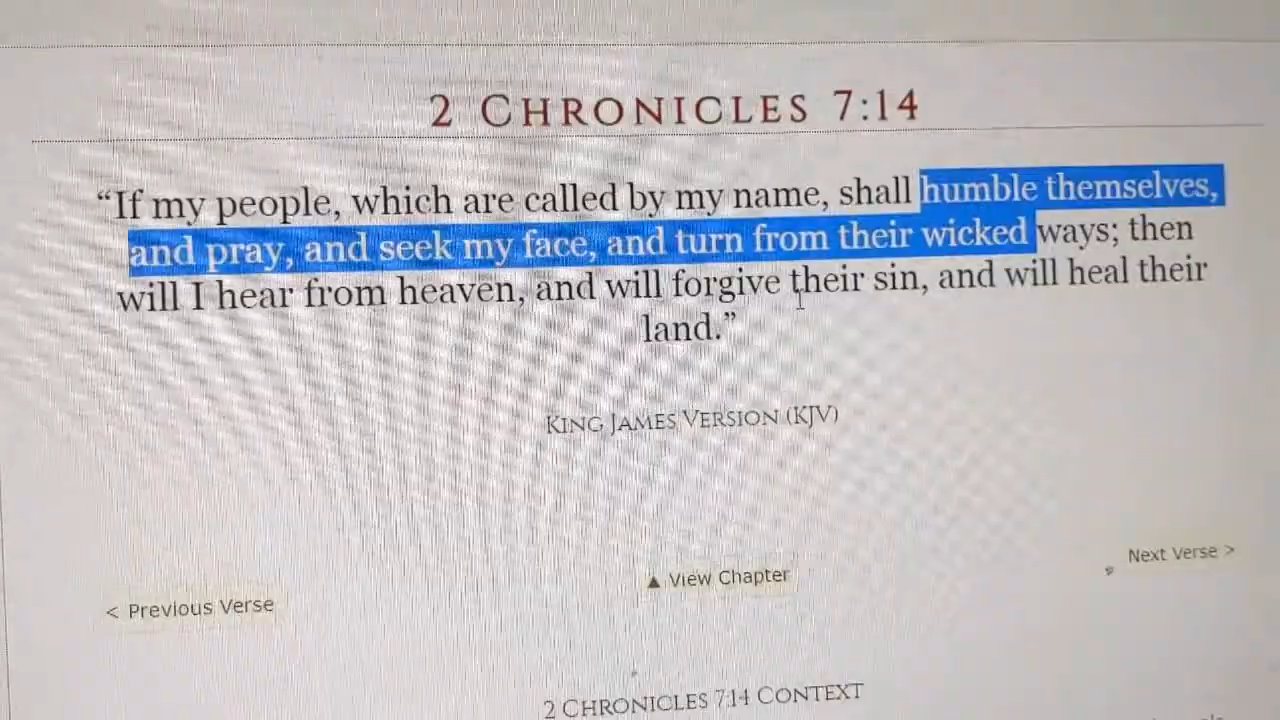 2 CHRONICLES 7:14
“If my people, which are called by my name, shall humble themselves,
and pray, and seek my face, and turn from their wicked ways; then
will I hear from heaven, and will forgive their sin, and will heal their
land.”
KING JAMES VERSION (KJV)
Next Verse >
▲ View Chapter
< Previous Verse
2 CHRONICLES 7:14 CONTEXT